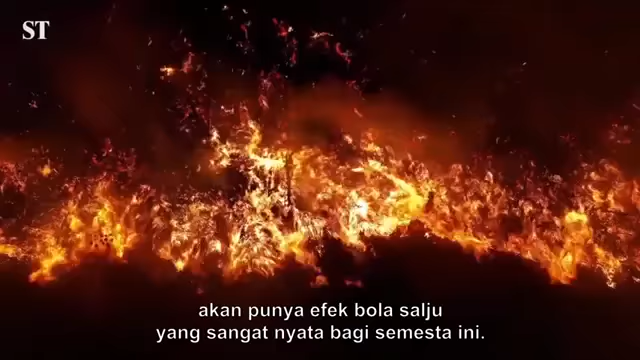 ST
akan punya efek bola salju
yang sangat nyata bagi semesta ini.